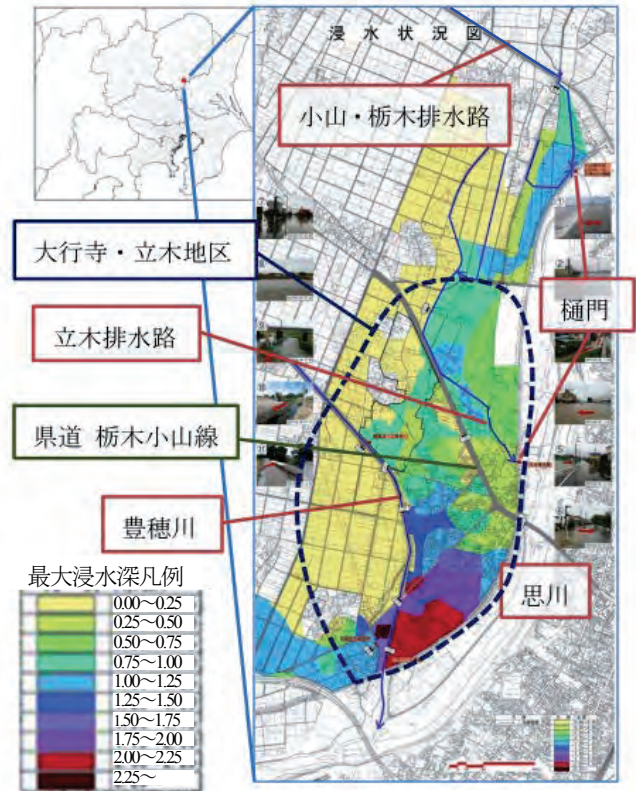 浸水状況図
小山・栃木排水路
大行寺・立木地区
樋門
立木排水路
県道 栃木小山線
豊穂川
思川
最大浸水深凡例
0.00～0.25
0.25～0.50
0.50～0.75
0.75～1.00
1.00～1.25
1.25～1.50
1.50～1.75
1.75～2.00
2.00～2.25
2.25～